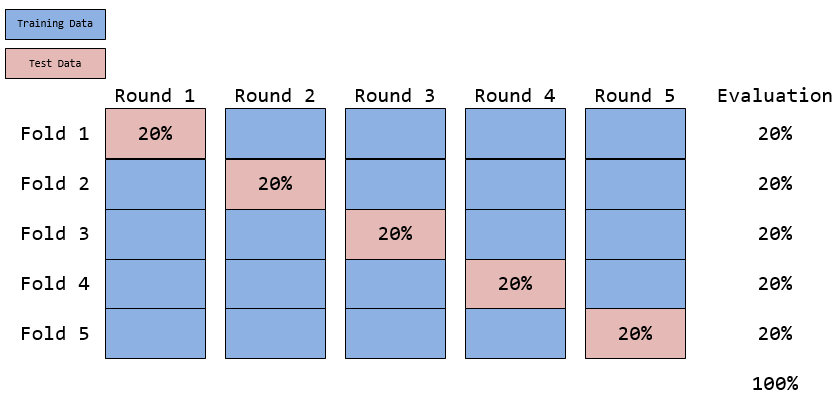 Training Data
Test Data
Round 1 Round 2 Round 3 Round 4 Round 5 Evaluation
Fold 1 20% 20%
Fold 2 20% 20%
Fold 3 20% 20%
Fold 4 20% 20%
Fold 5 20% 20%
100%